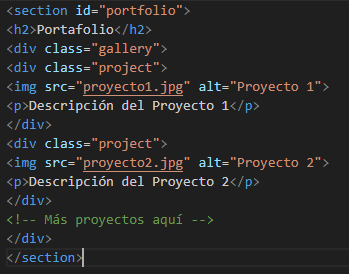 <section id="portfolio">
<h2>Portafolio</h2>
<div class="gallery">
<div class="project">
<img src="proyecto1.jpg" alt="Proyecto 1">
<p>Descripción del Proyecto 1</p>
</div>
<div class="project">
<img src="proyecto2.jpg" alt="Proyecto 2">
<p>Descripción del Proyecto 2</p>
</div>
<!-- Más proyectos aquí -->
</div>
</section>